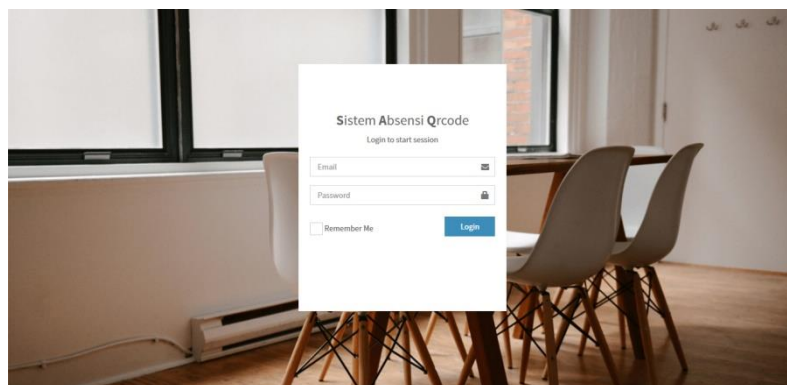 Sistem Absensi Qrcode
Login to start session
Email
Password
Remember Me
Login